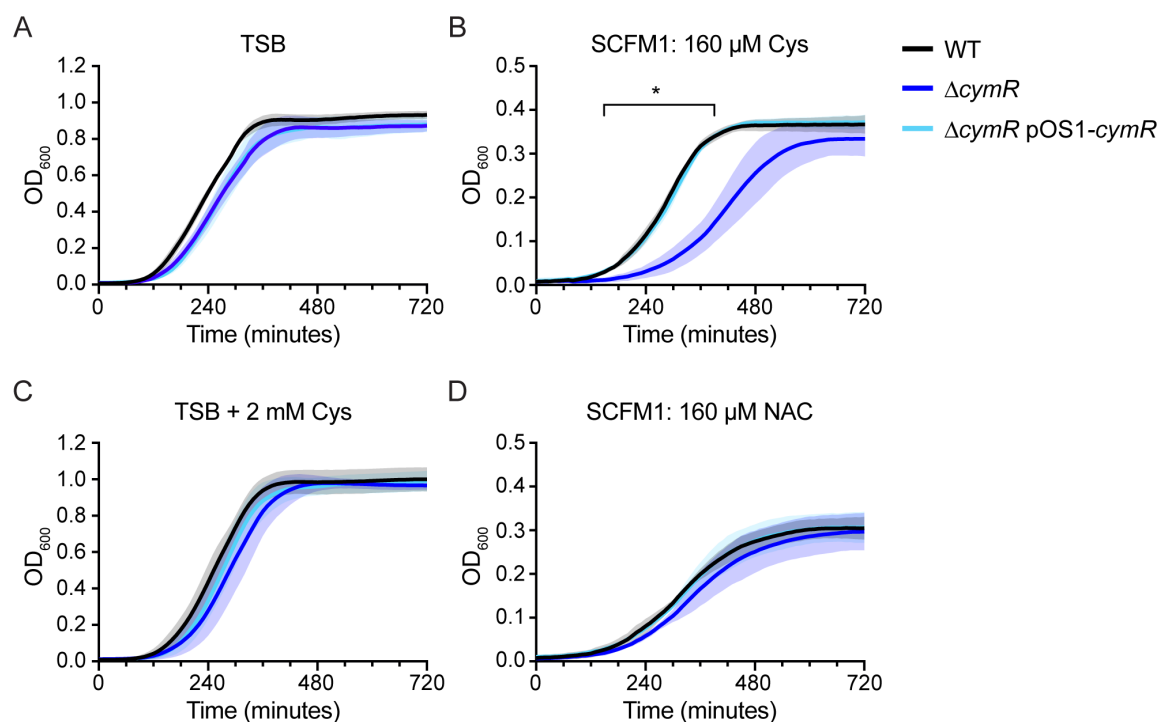 A
TSB
OD600
1.2
1.0
0.8
0.6
0.4
0.2
0.0
0 240 480 720
Time (minutes)
B
SCFM1: 160 µM Cys
*
OD600
0.5
0.4
0.3
0.2
0.1
0.0
0 240 480 720
Time (minutes)
WT
ΔcymR
ΔcymR pOS1-cymR
C
TSB + 2 mM Cys
OD600
1.2
1.0
0.8
0.6
0.4
0.2
0.0
0 240 480 720
Time (minutes)
D
SCFM1: 160 µM NAC
OD600
0.5
0.4
0.3
0.2
0.1
0.0
0 240 480 720
Time (minutes)